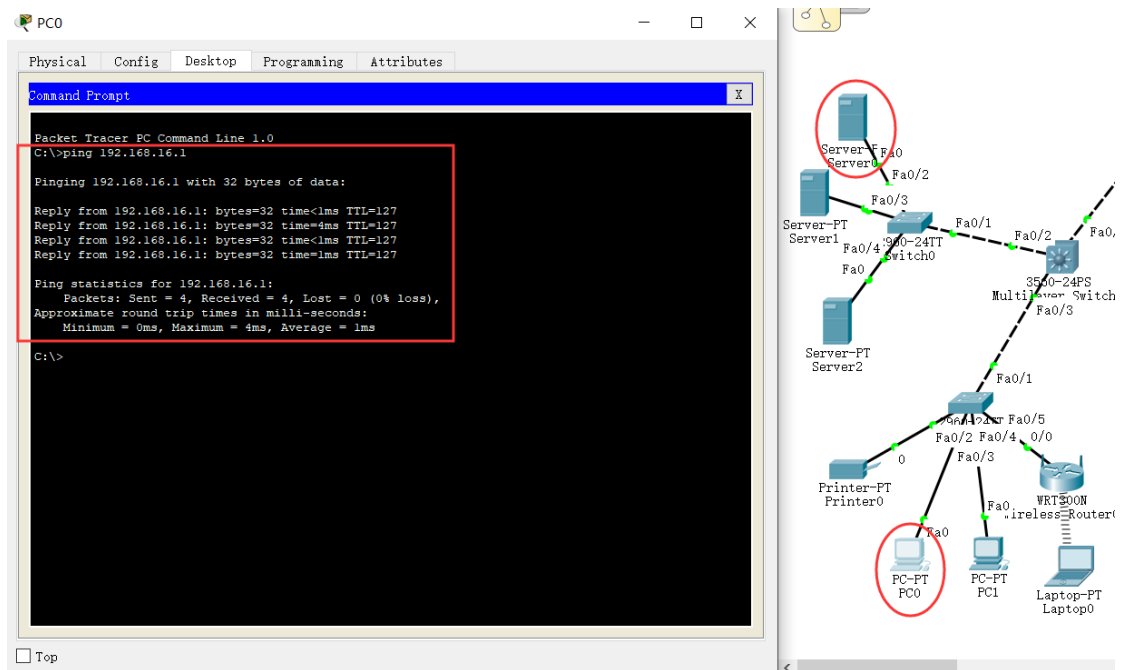 PC0
Physical Config Desktop Programming Attributes
Command Prompt
X
Packet Tracer PC Command Line 1.0
C:\>ping 192.168.16.1
Pinging 192.168.16.1 with 32 bytes of data:
Reply from 192.168.16.1: bytes=32 time<1ms TTL=127
Reply from 192.168.16.1: bytes=32 time=4ms TTL=127
Reply from 192.168.16.1: bytes=32 time<1ms TTL=127
Reply from 192.168.16.1: bytes=32 time=1ms TTL=127
Ping statistics for 192.168.16.1:
Packets: Sent = 4, Received = 4, Lost = 0 (0% loss),
Approximate round trip times in milli-seconds:
Minimum = 0ms, Maximum = 4ms, Average = 1ms
C:\>
Top
Fa0
Server0
Fa0/2
Fa0/3
Server-PT
Server1
Fa0/1
Fa0/2
Fa0/4
Fa0
Switch0
3560-24PS
Multilayer Switch
Fa0/3
Server-PT
Server2
Fa0/1
Fa0/5
Fa0/2 Fa0/4 0/0
0
Fa0/3
Printer-PT
Printer0
Fa0
WRT300N
Fa0
PC-PT
PC0
PC-PT
PC1
Laptop-PT
Laptop0